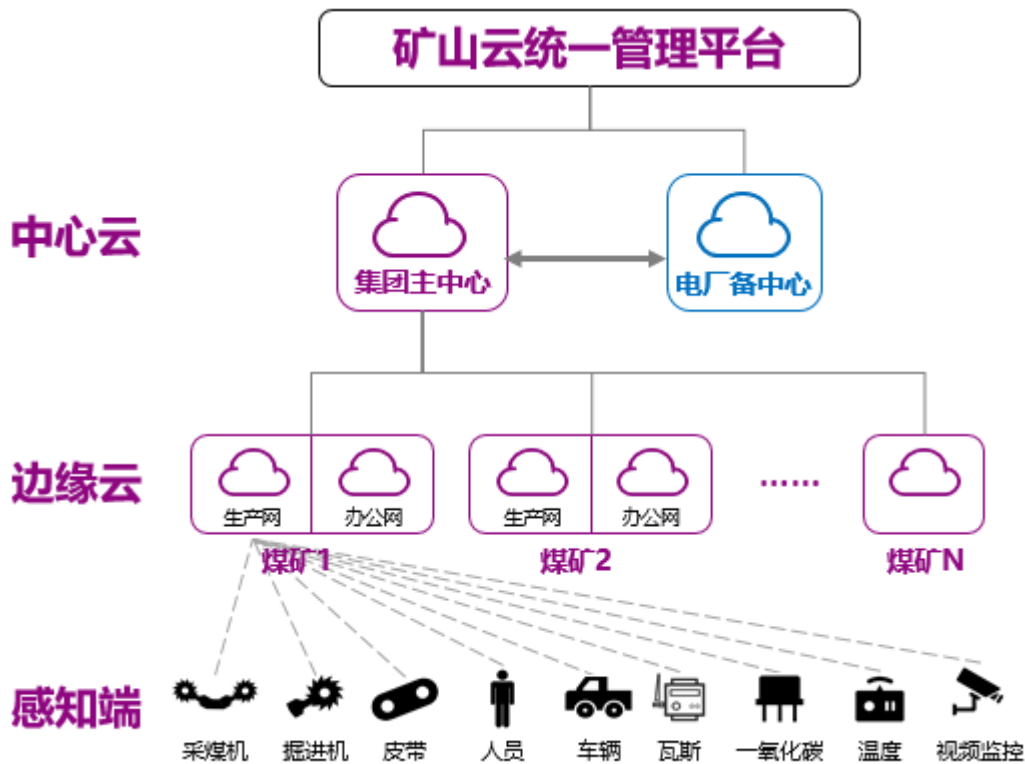 矿山云统一管理平台
中心云
集团主中心
电厂备中心
边缘云
生产网
办公网
生产网
办公网
……
煤矿1
煤矿2
煤矿N
感知端
采煤机
掘进机
皮带
人员
车辆
瓦斯
一氧化碳
温度
视频监控